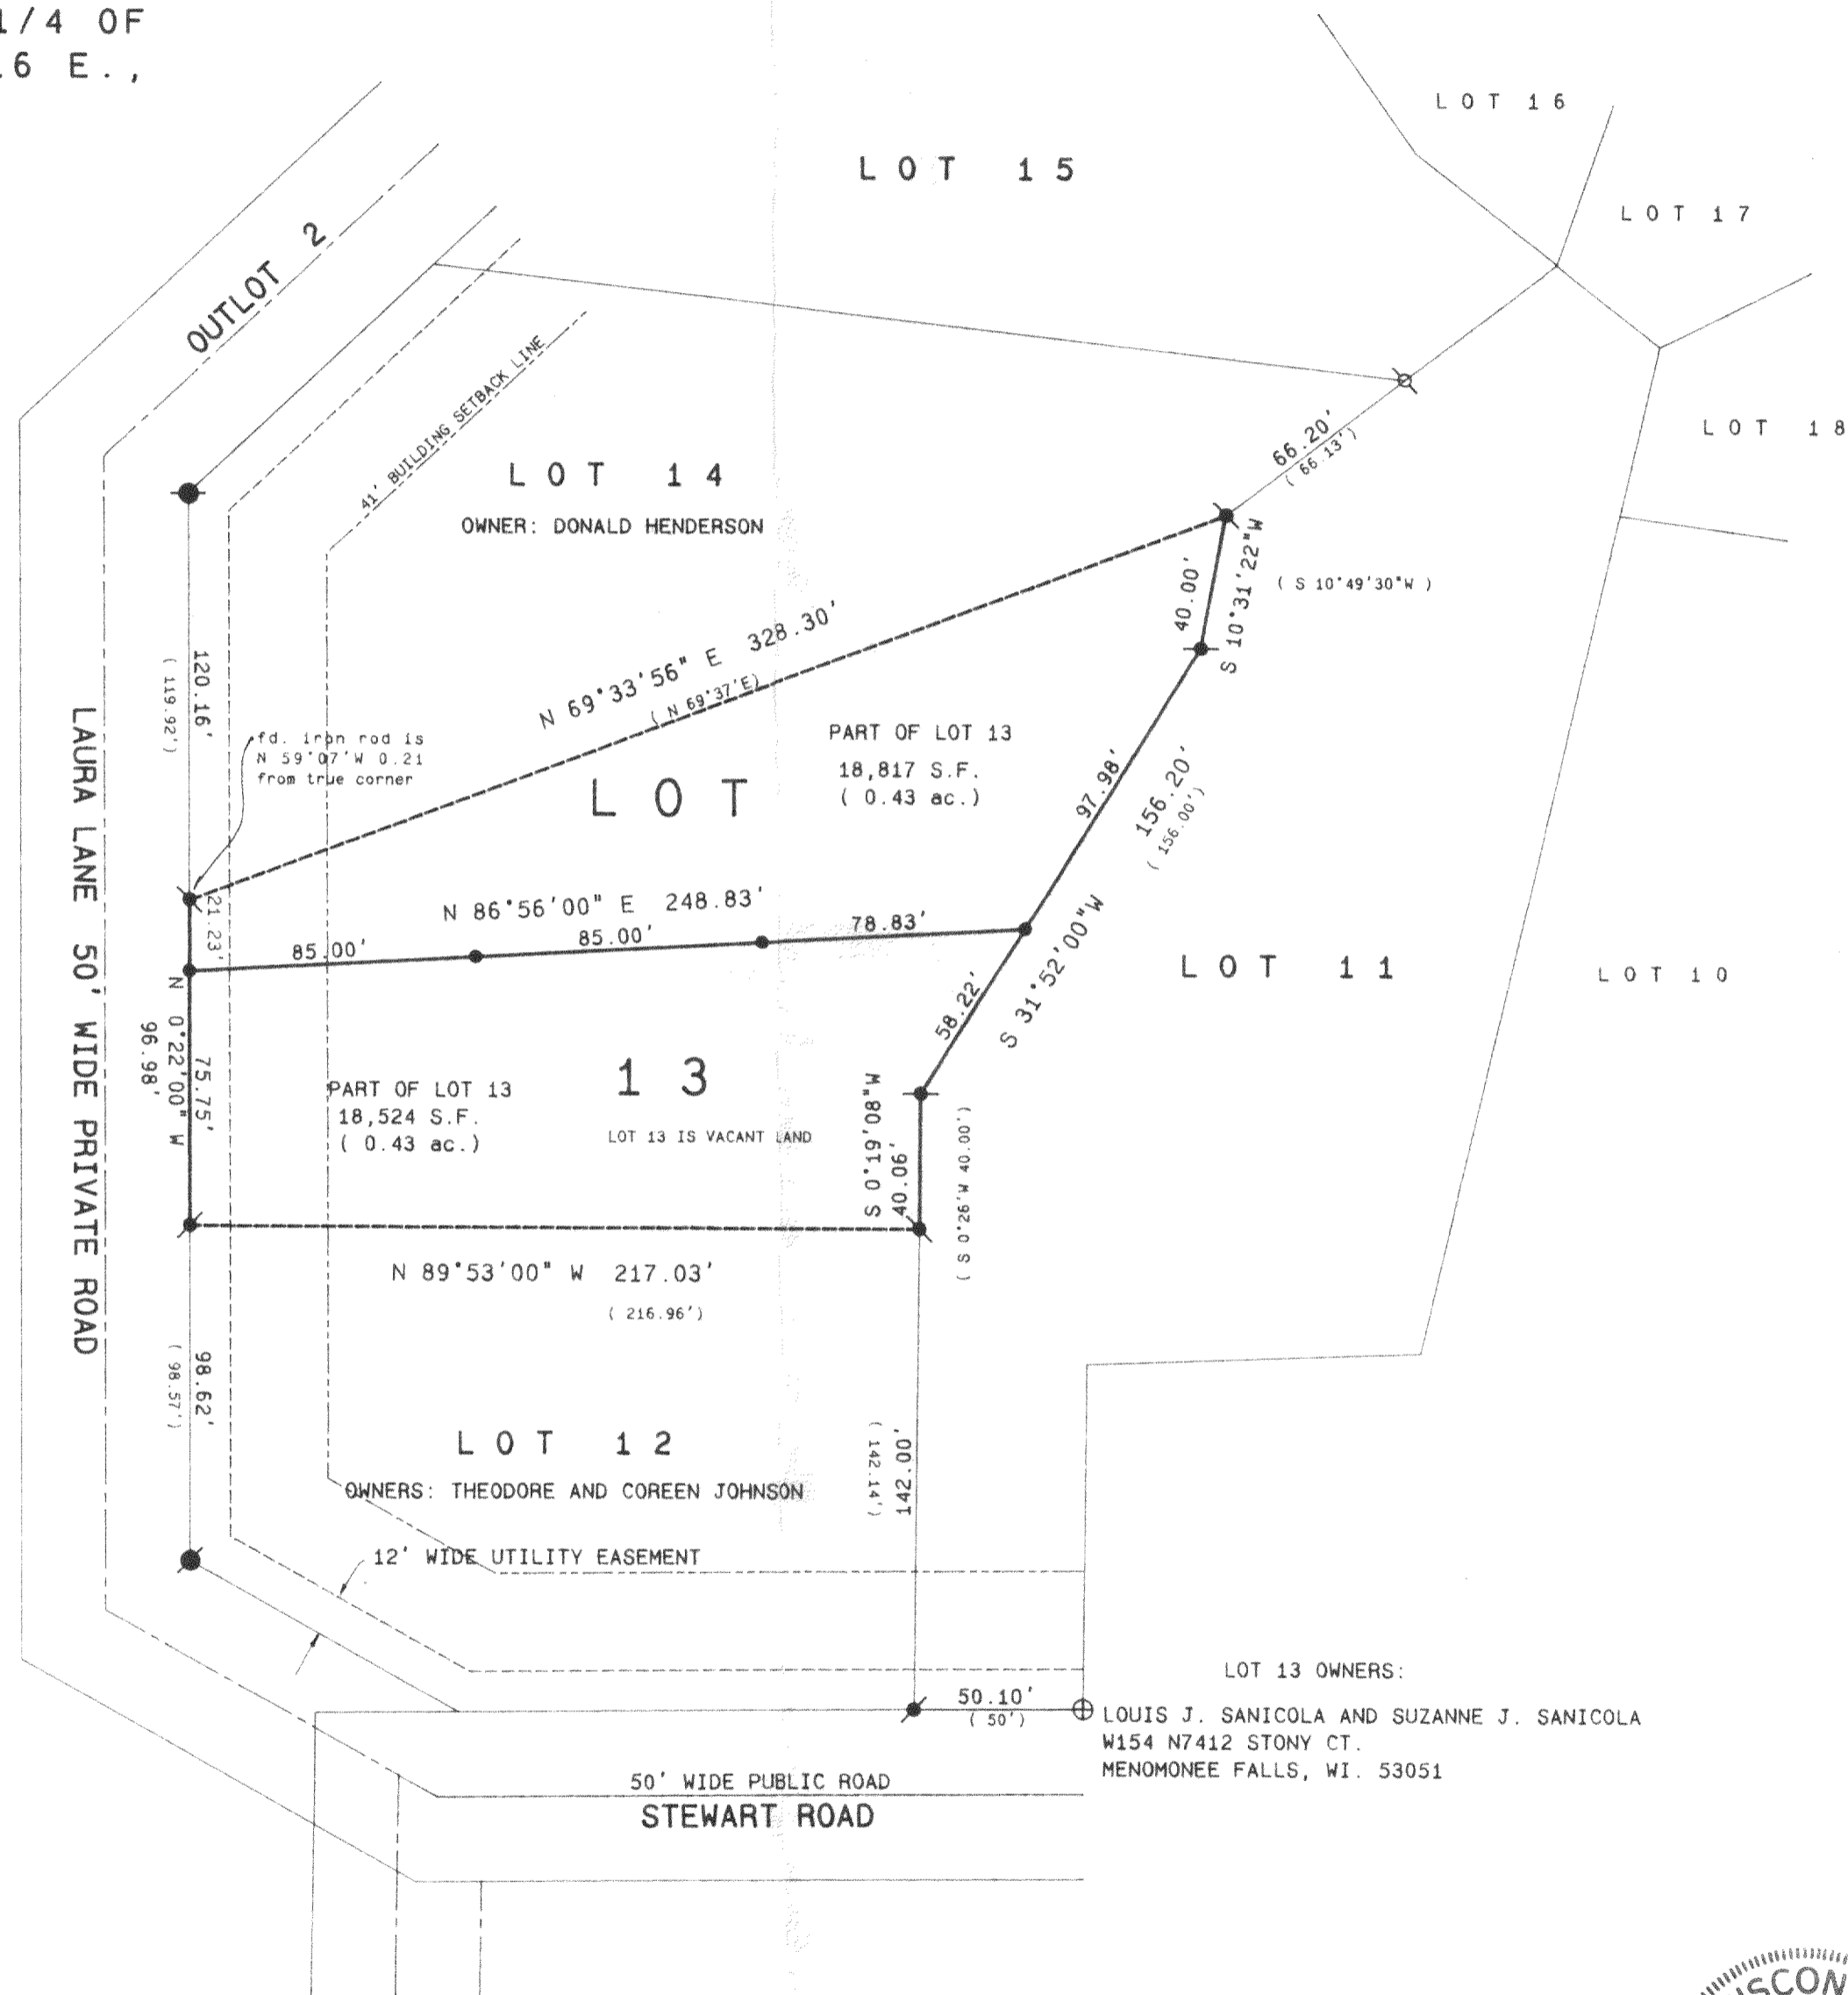 1/4 OF
.6 E.,
LOT 16
LOT 15
LOT 17
OUTLOT 2
41' BUILDING SETBACK LINE
LOT 18
66.20'
( 66.13')
LOT 14
OWNER: DONALD HENDERSON
40.00'
S 10°31'22"W
( S 10°49'30"W )
N 69°33'56" E 328.30'
( N 69°37'E)
120.16'
( 119.92')
fd. iron rod is
N 59°07'W 0.21
from true corner
PART OF LOT 13
18,817 S.F.
( 0.43 ac.)
LOT
97.98'
156.20'
( 156.00')
S 31°52'00"W
21.23'
N 86°56'00" E 248.83'
85.00'
85.00'
78.83'
LOT 11
LOT 10
58.22'
LAURA LANE 50' WIDE PRIVATE ROAD
N 0°22'00" W
96.98'
75.75'
13
PART OF LOT 13
18,524 S.F.
( 0.43 ac.)
LOT 13 IS VACANT LAND
S 0°19'08"W
40.06'
( S 0°26'W 40.00')
N 89°53'00" W 217.03'
( 216.96')
98.62'
( 98.57')
LOT 12
OWNERS: THEODORE AND COREEN JOHNSON
142.00'
( 142.14')
12' WIDE UTILITY EASEMENT
50.10'
( 50')
LOT 13 OWNERS:
LOUIS J. SANICOLA AND SUZANNE J. SANICOLA
W154 N7412 STONY CT.
MENOMONEE FALLS, WI. 53051
50' WIDE PUBLIC ROAD
STEWART ROAD